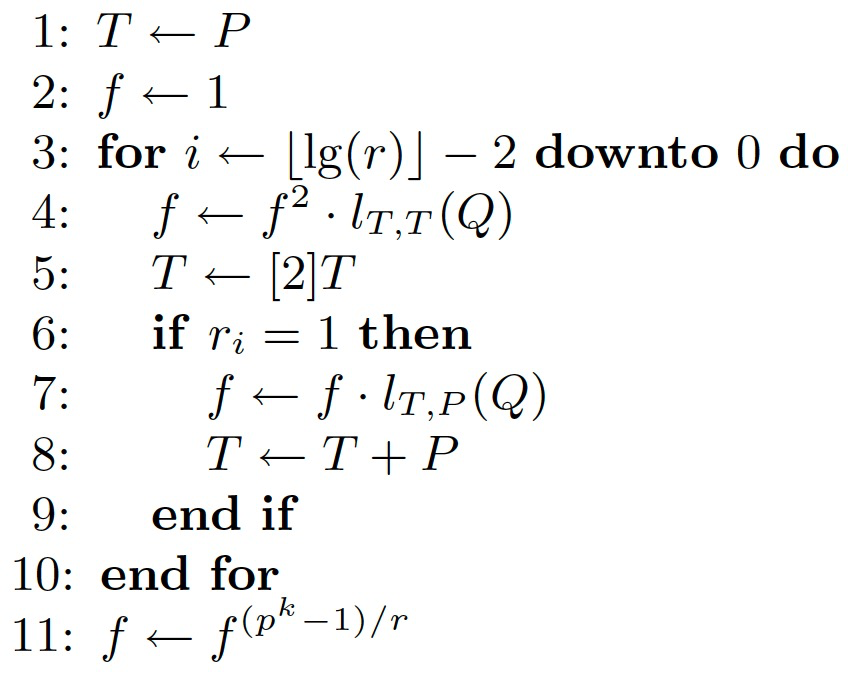 1: T ← P
2: f ← 1
3: for i ← ⌊lg(r)⌋ − 2 downto 0 do
4: f ← f² · l_{T,T}(Q)
5: T ← [2]T
6: if r_i = 1 then
7: f ← f · l_{T,P}(Q)
8: T ← T + P
9: end if
10: end for
11: f ← f^{(p^k−1)/r}